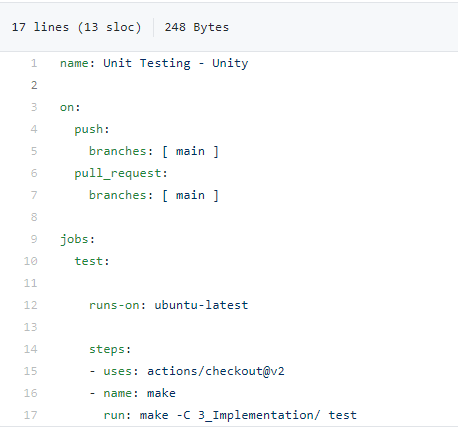 17 lines (13 sloc) 248 Bytes
1 name: Unit Testing - Unity
2
3 on:
4   push:
5     branches: [ main ]
6   pull_request:
7     branches: [ main ]
8
9 jobs:
10   test:
11
12     runs-on: ubuntu-latest
13
14     steps:
15     - uses: actions/checkout@v2
16     - name: make
17       run: make -C 3_Implementation/ test